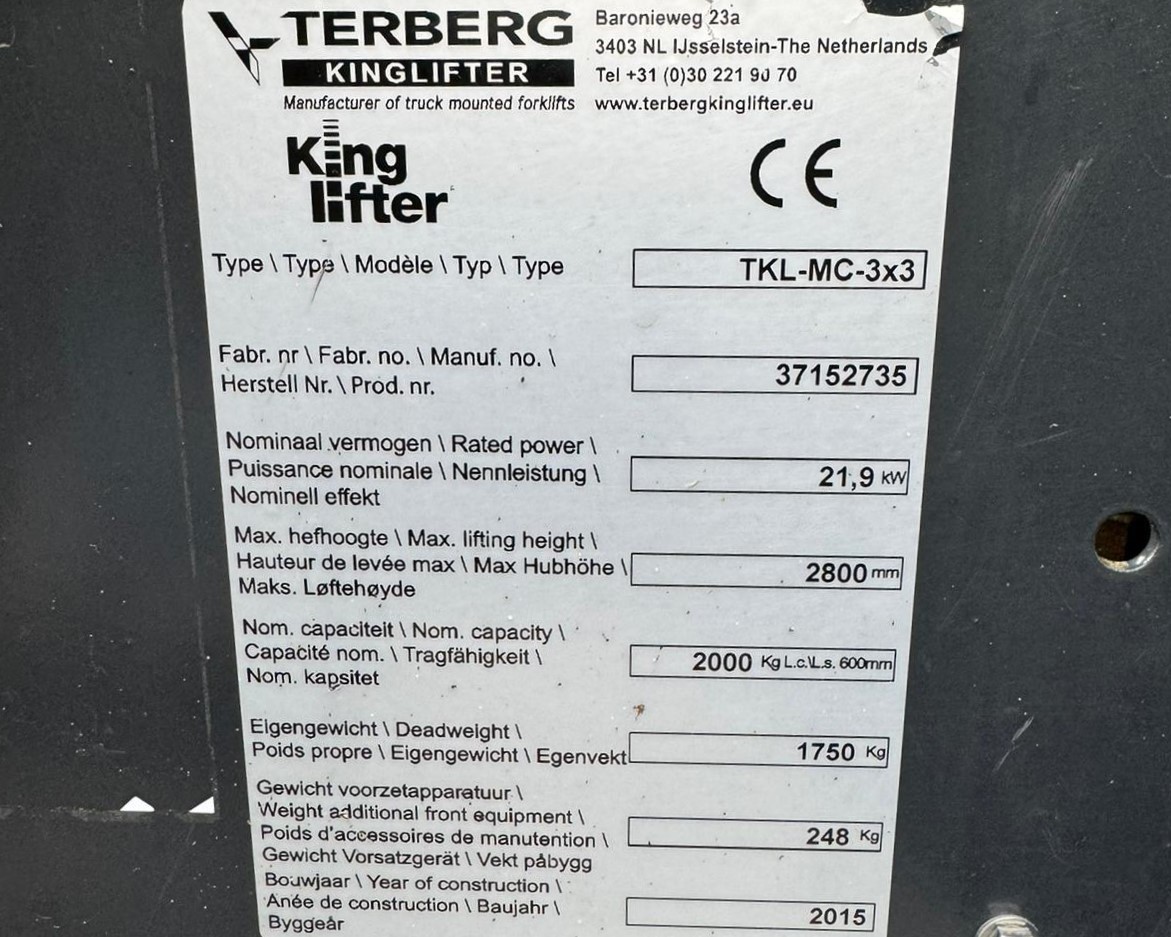 TERBERG
KINGLIFTER
Manufacturer of truck mounted forklifts
Baronieweg 23a
3403 NL IJsselstein-The Netherlands
Tel +31 (0)30 221 90 70
www.terbergkinglifter.eu
King
lifter
CE
Type \ Type \ Modèle \ Typ \ Type
TKL-MC-3x3
Fabr. nr \ Fabr. no. \ Manuf. no. \
Herstell Nr. \ Prod. nr.
37152735
Nominaal vermogen \ Rated power \
Puissance nominale \ Nennleistung \
Nominell effekt
21,9 kW
Max. hefhoogte \ Max. lifting height \
Hauteur de levée max \ Max Hubhöhe \
Maks. Løftehøyde
2800 mm
Nom. capaciteit \ Nom. capacity \
Capacité nom. \ Tragfähigkeit \
Nom. kapsitet
2000 Kg L.c.\L.s. 600mm
Eigengewicht \ Deadweight \
Poids propre \ Eigengewicht \ Egenvekt
1750 Kg
Gewicht voorzetapparatuur \
Weight additional front equipment \
Poids d'accessoires de manutention \
Gewicht Vorsatzgerät \ Vekt påbygg
248 Kg
Bouwjaar \ Year of construction \
Anée de construction \ Baujahr \
Byggeår
2015